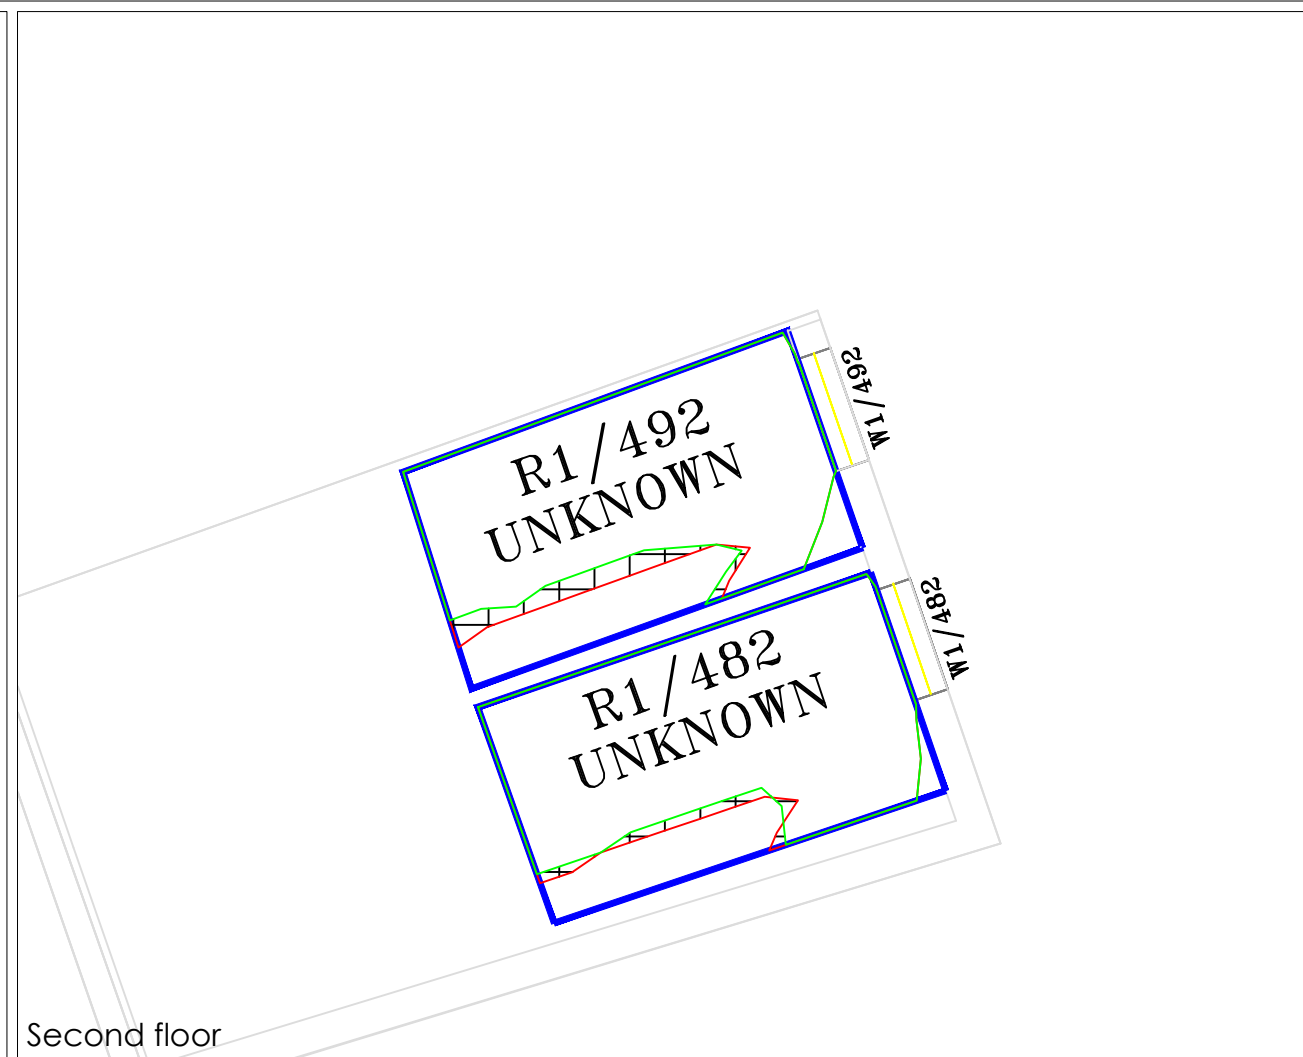 R1/492
UNKNOWN
W1/492
R1/482
UNKNOWN
W1/482
Second floor